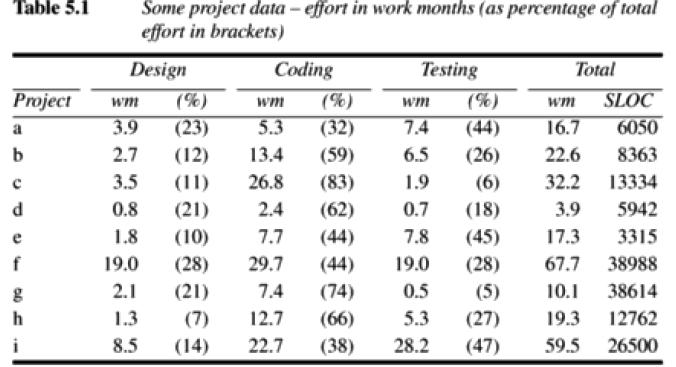 Table 5.1 Some project data – effort in work months (as percentage of total
effort in brackets)
Design Coding Testing Total
Project wm (%) wm (%) wm (%) wm SLOC
a 3.9 (23) 5.3 (32) 7.4 (44) 16.7 6050
b 2.7 (12) 13.4 (59) 6.5 (26) 22.6 8363
c 3.5 (11) 26.8 (83) 1.9 (6) 32.2 13334
d 0.8 (21) 2.4 (62) 0.7 (18) 3.9 5942
e 1.8 (10) 7.7 (44) 7.8 (45) 17.3 3315
f 19.0 (28) 29.7 (44) 19.0 (28) 67.7 38988
g 2.1 (21) 7.4 (74) 0.5 (5) 10.1 38614
h 1.3 (7) 12.7 (66) 5.3 (27) 19.3 12762
i 8.5 (14) 22.7 (38) 28.2 (47) 59.5 26500